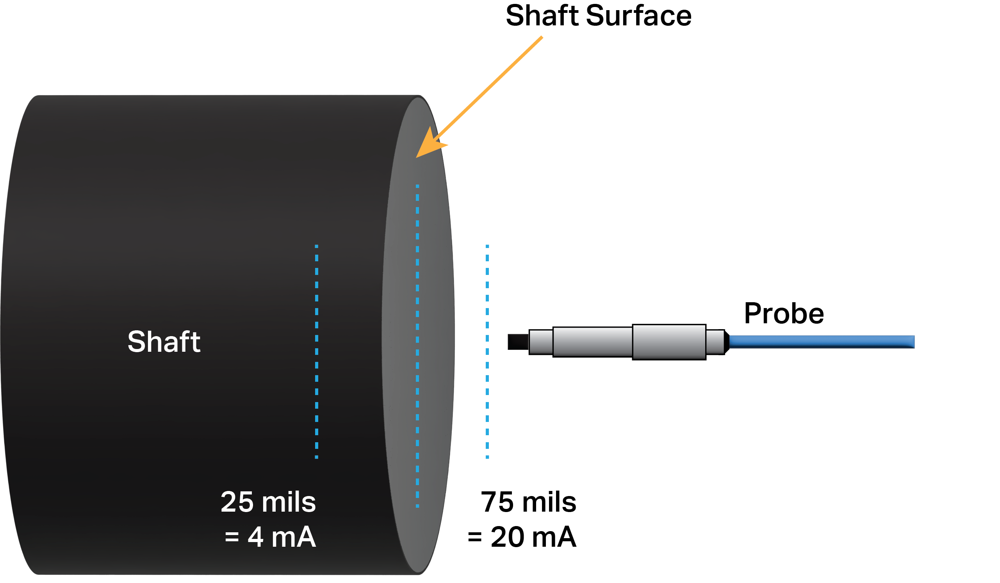 Shaft Surface
Probe
Shaft
25 mils
= 4 mA
75 mils
= 20 mA